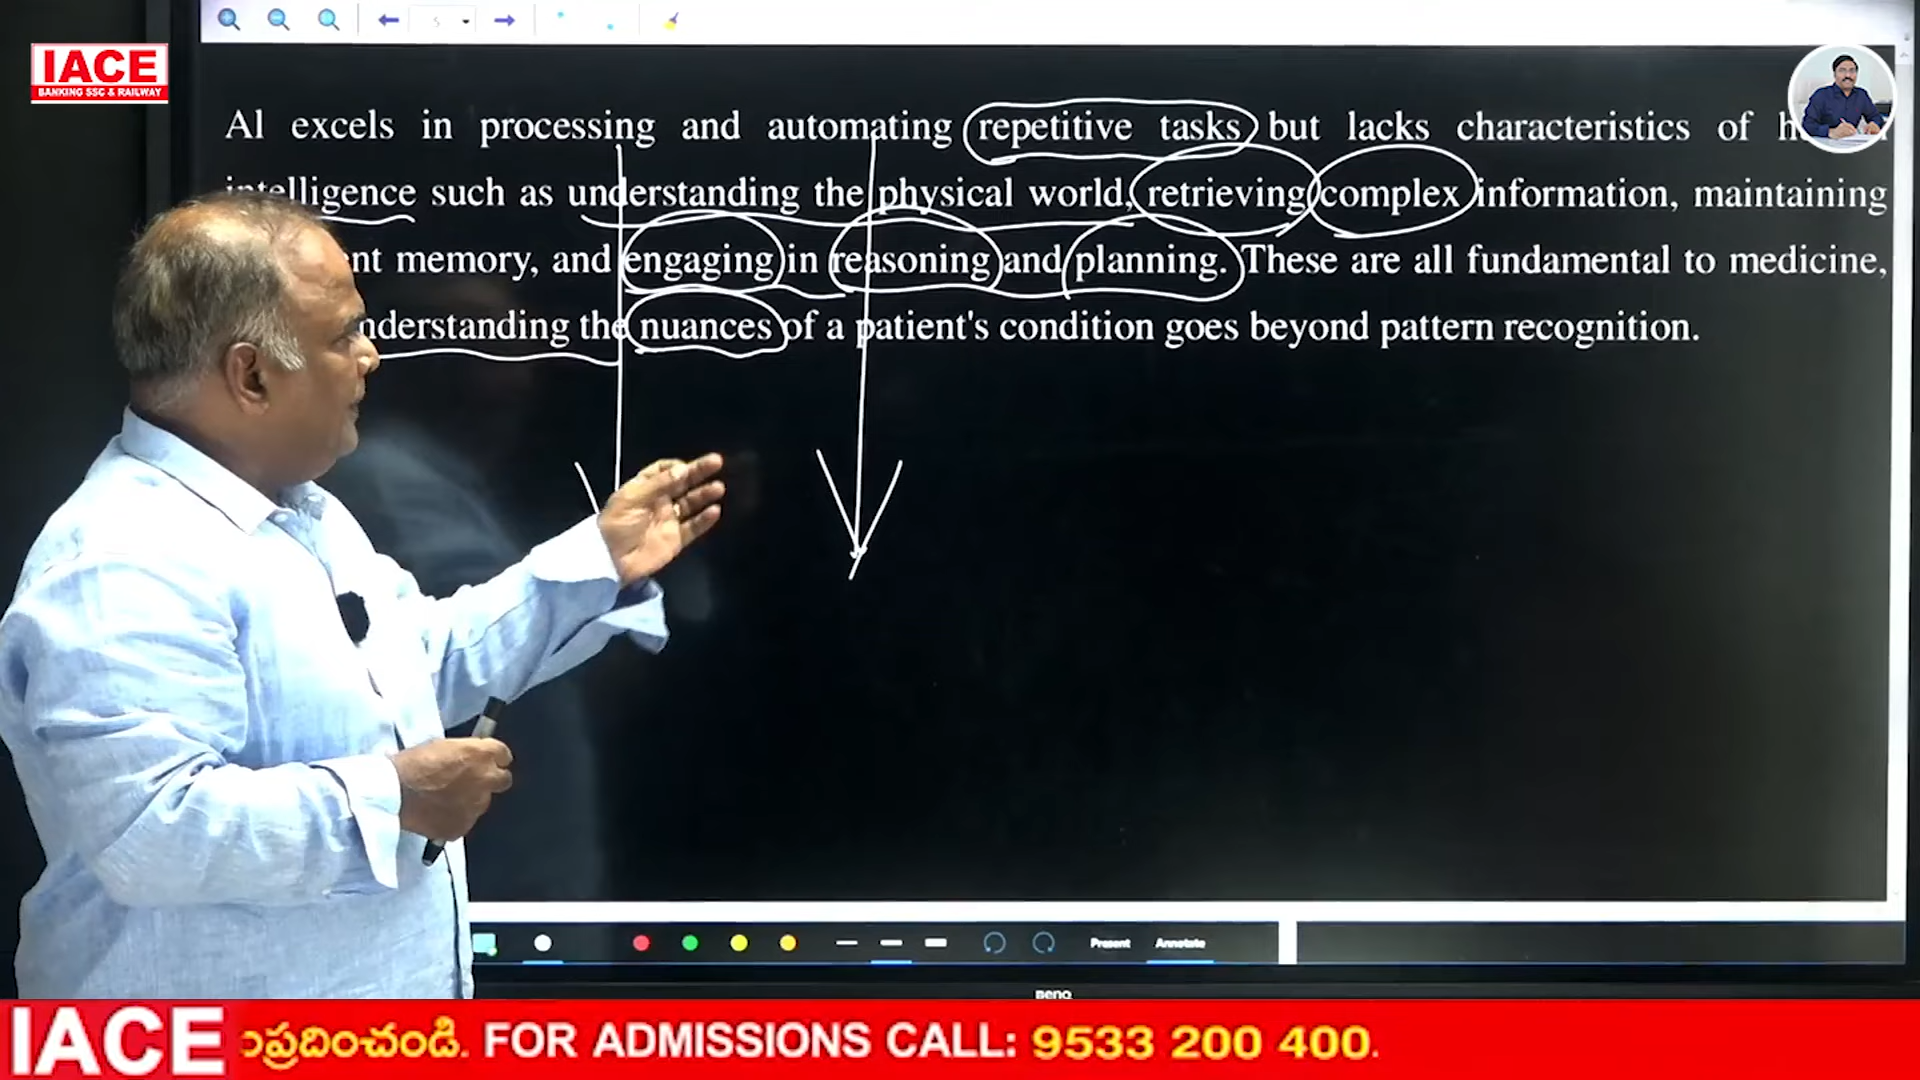 IACE
BANKING SSC & RAILWAY
5
AI excels in processing and automating repetitive tasks but lacks characteristics of
intelligence such as understanding the physical world, retrieving complex information, maintaining
memory, and engaging in reasoning and planning. These are all fundamental to medicine,
understanding the nuances of a patient's condition goes beyond pattern recognition.
Present Annotate
BenQ
IACE ంప్రదించండి. FOR ADMISSIONS CALL: 9533 200 400.